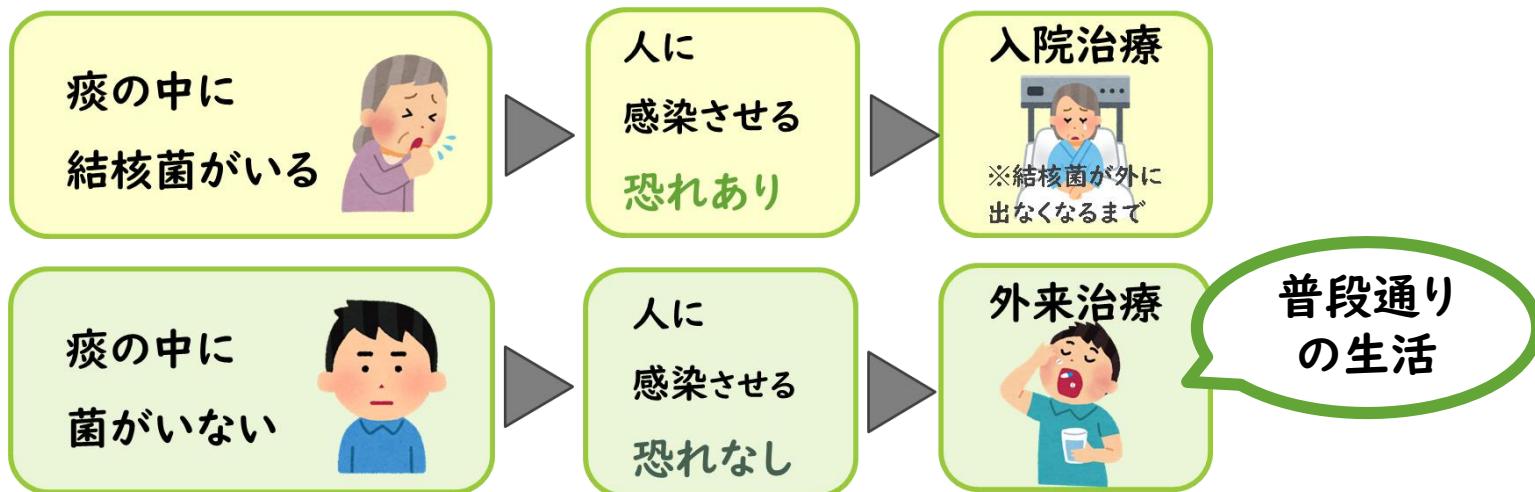 痰の中に
結核菌がいる
人に
感染させる
恐れあり
入院治療
※結核菌が外に
出なくなるまで
痰の中に
菌がいない
人に
感染させる
恐れなし
外来治療
普段通り
の生活